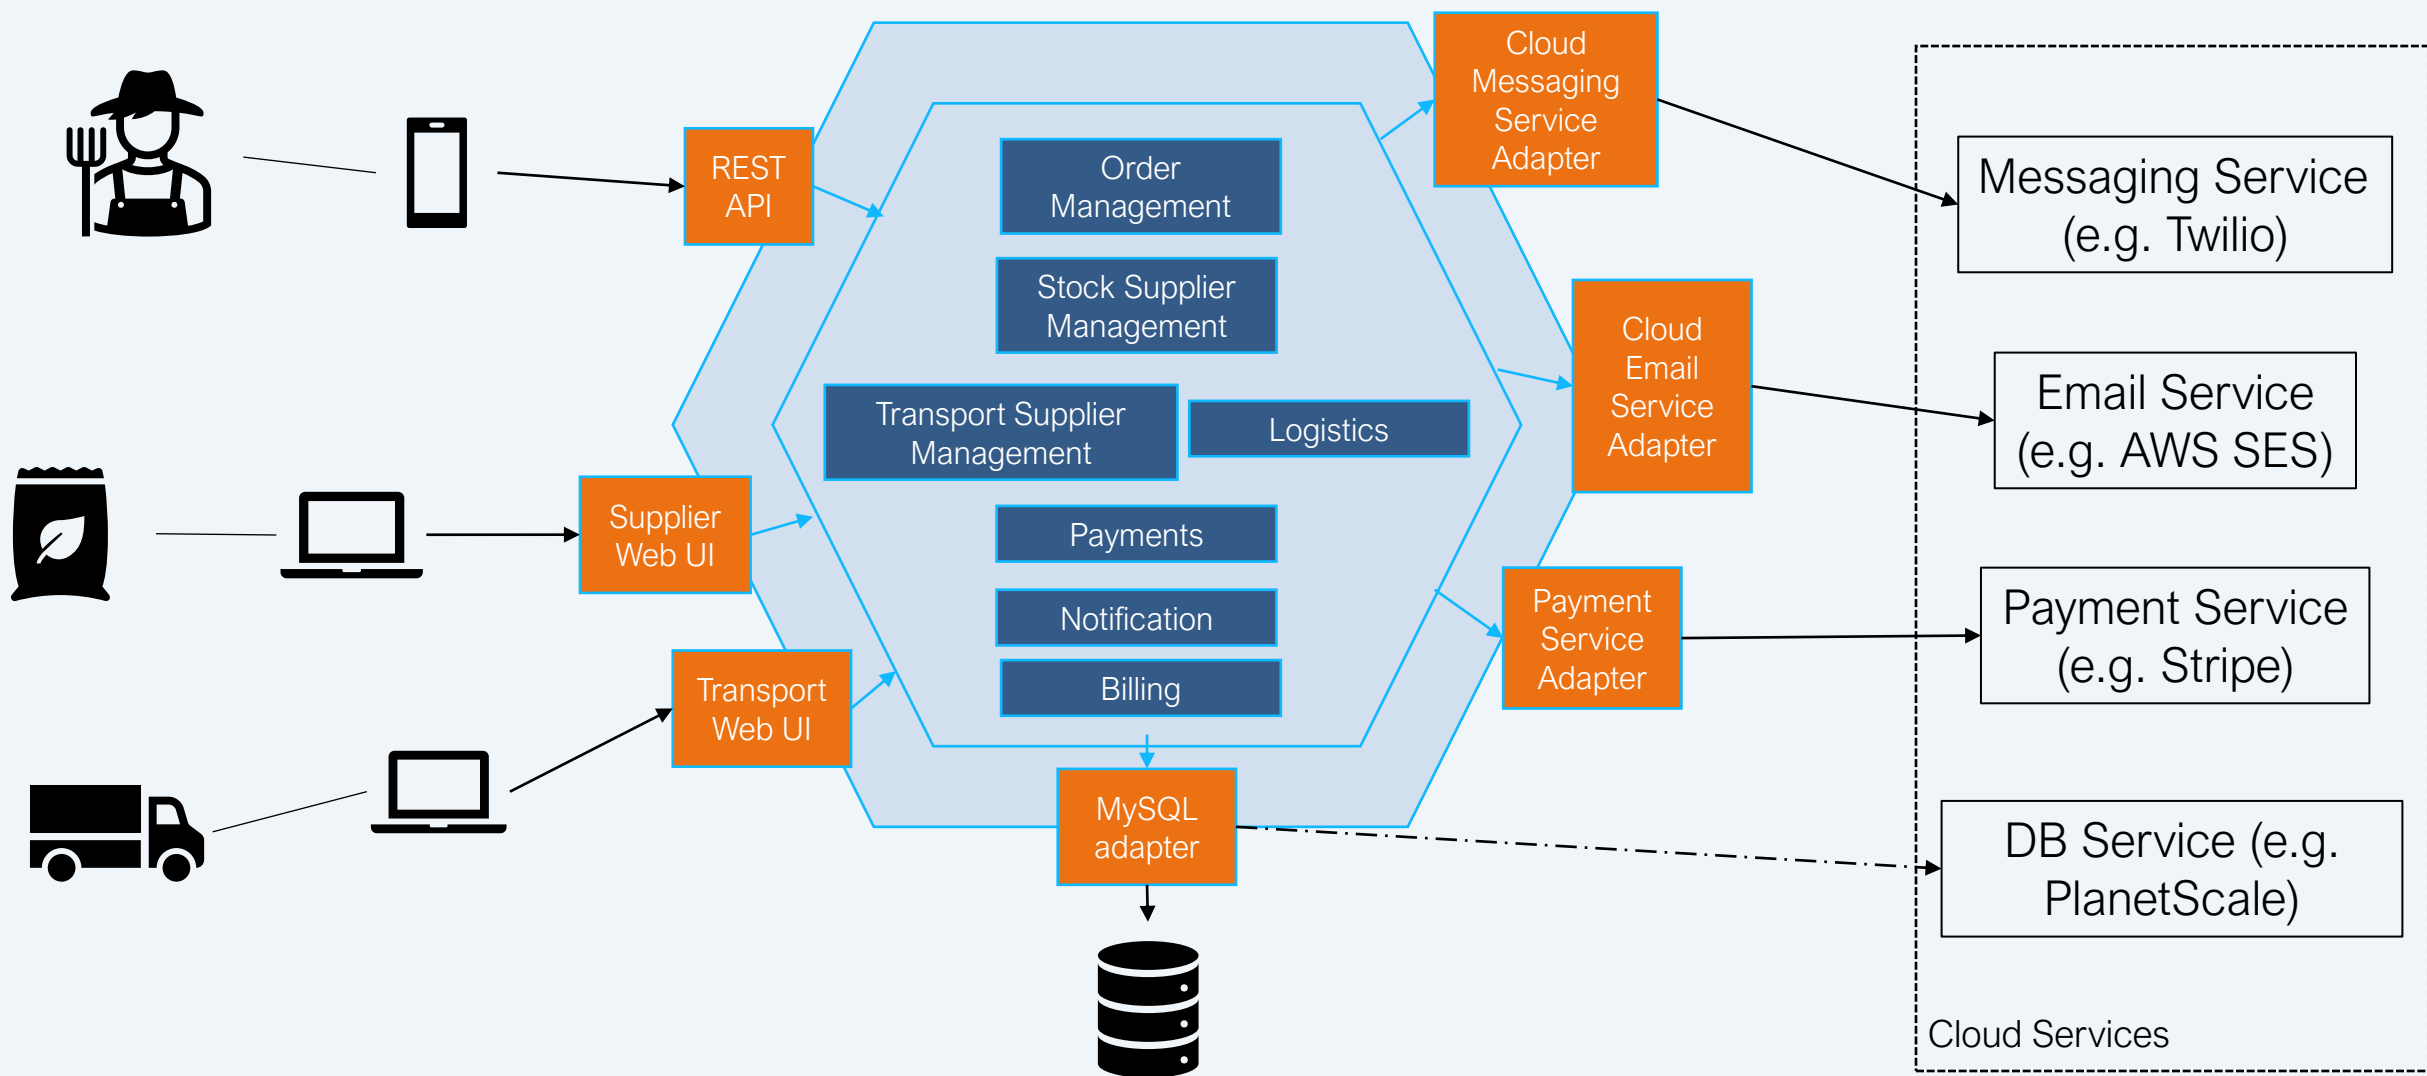 REST
API
Supplier
Web UI
Transport
Web UI
Order
Management
Stock Supplier
Management
Transport Supplier
Management
Logistics
Payments
Notification
Billing
MySQL
adapter
Cloud
Messaging
Service
Adapter
Cloud
Email
Service
Adapter
Payment
Service
Adapter
Messaging Service
(e.g. Twilio)
Email Service
(e.g. AWS SES)
Payment Service
(e.g. Stripe)
DB Service (e.g.
PlanetScale)
Cloud Services